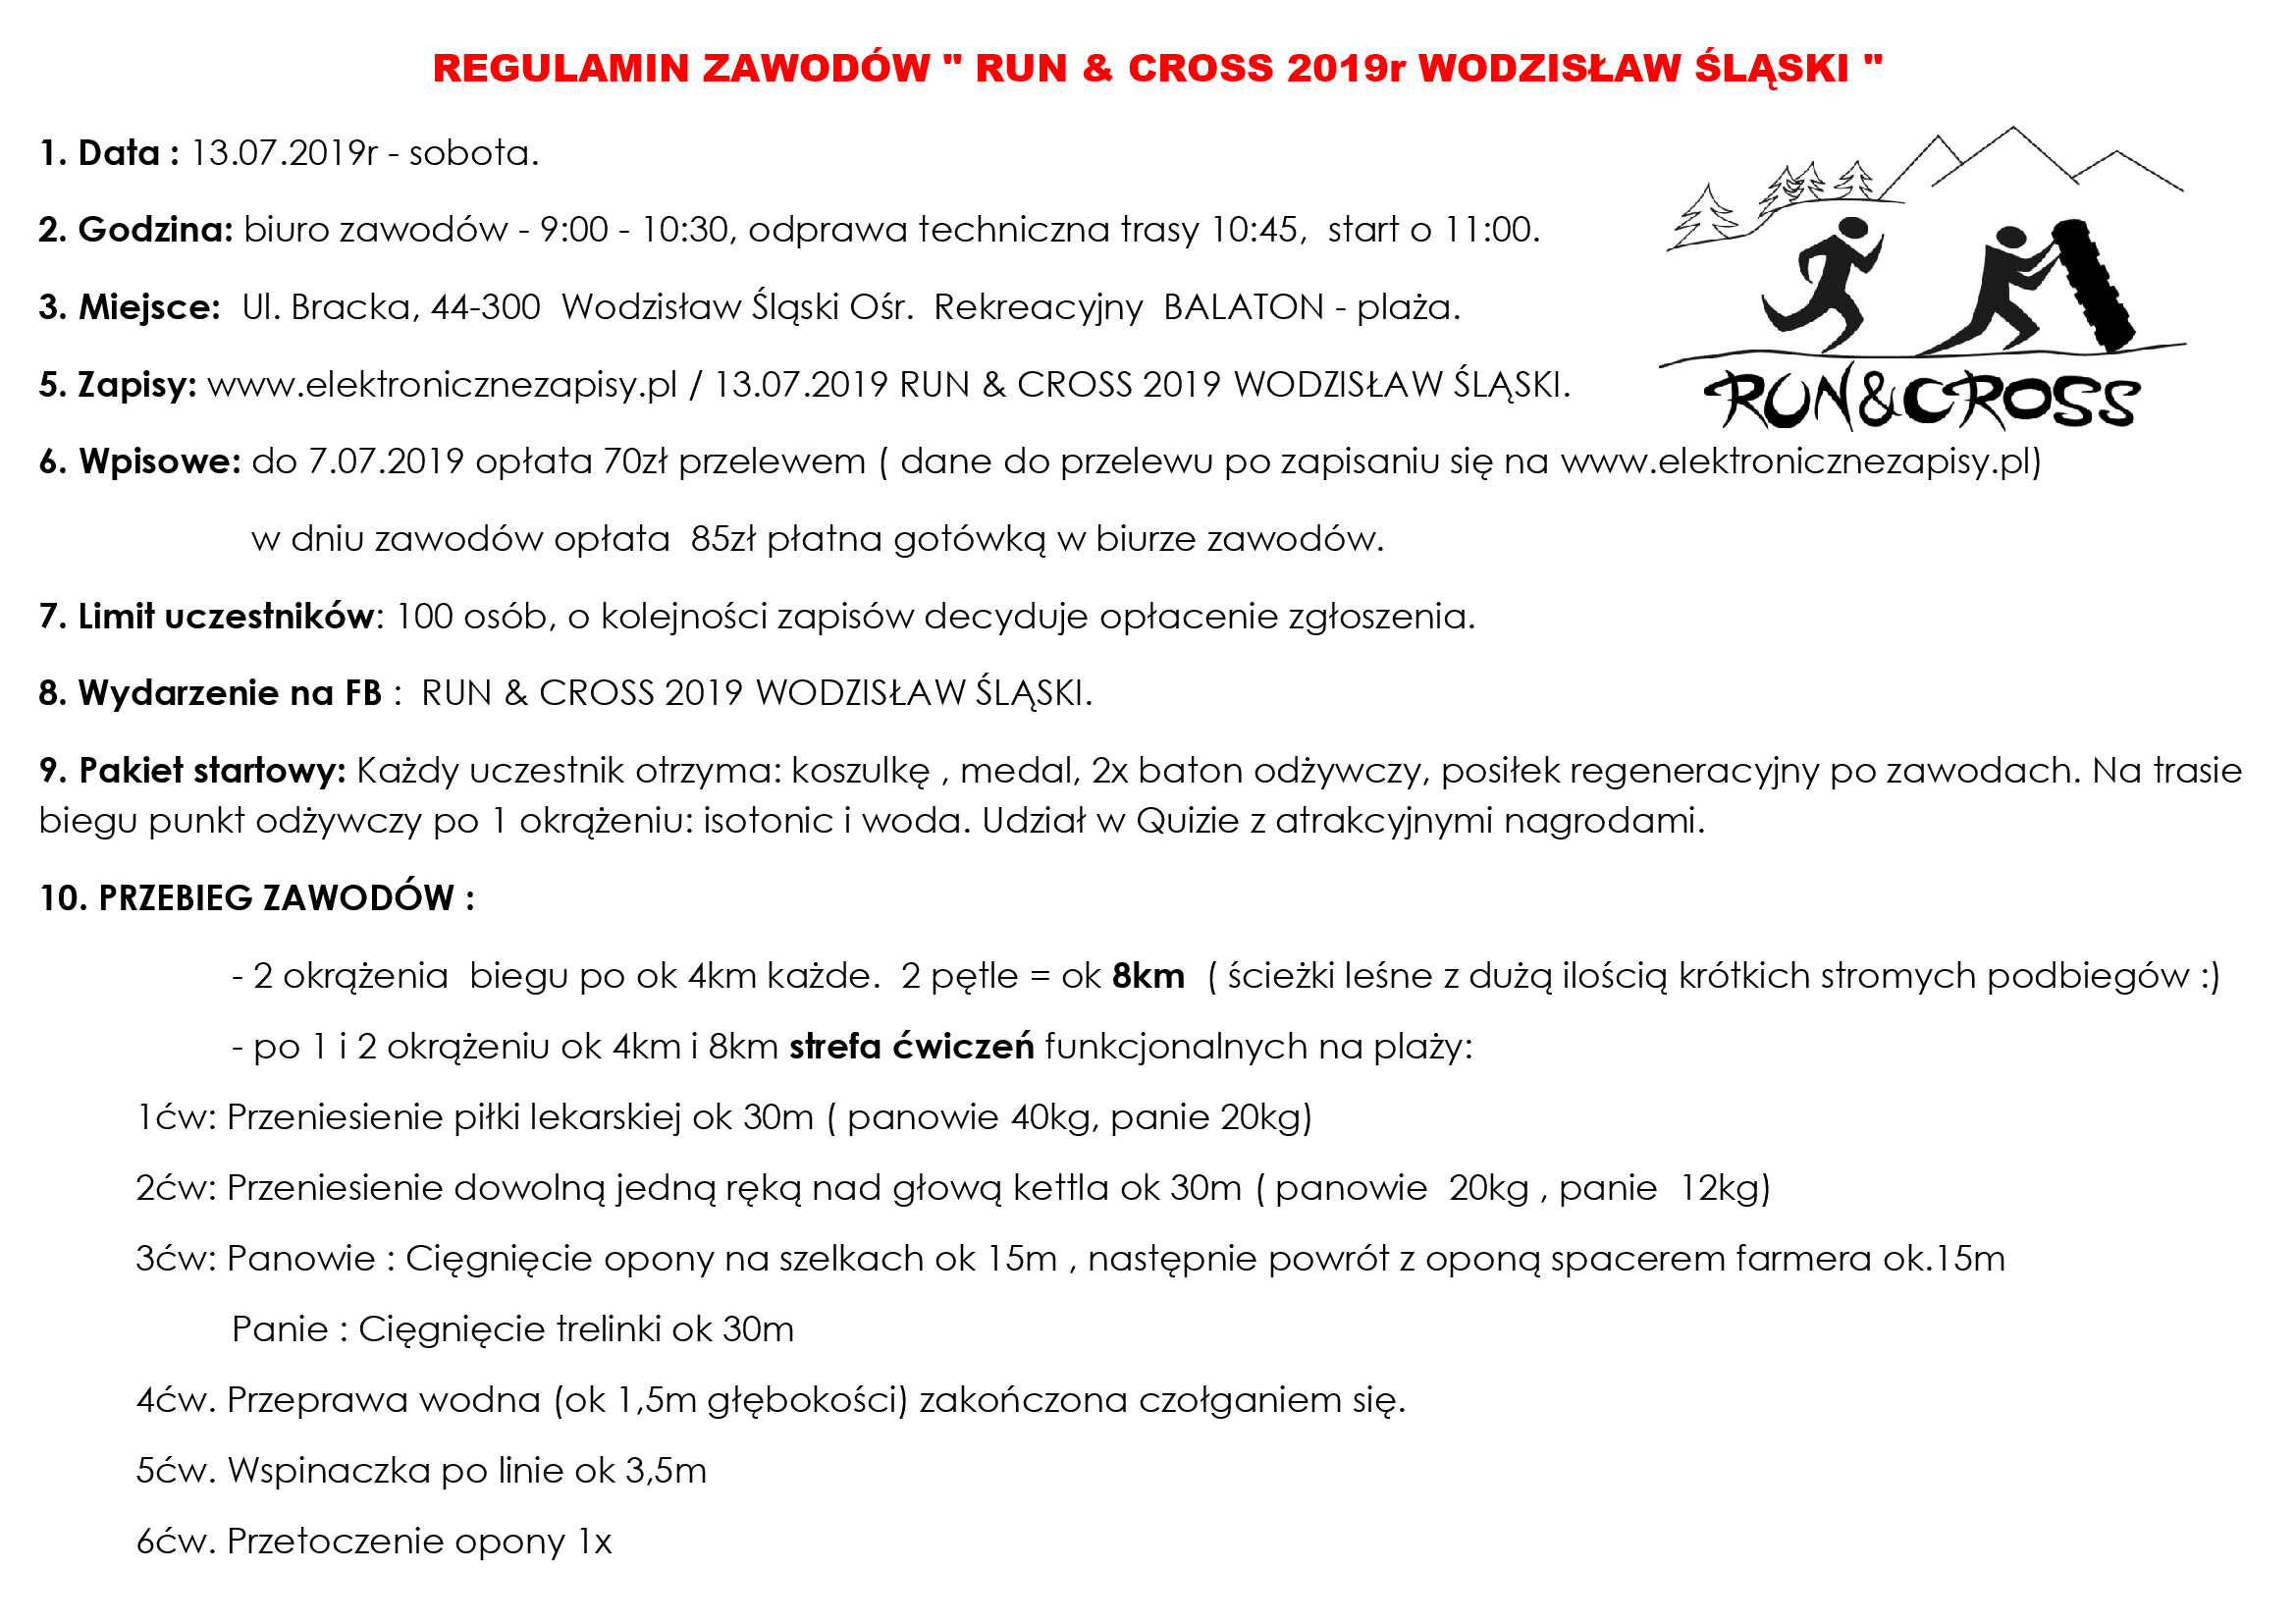 REGULAMIN ZAWODÓW " RUN & CROSS 2019r WODZISŁAW ŚLĄSKI "
1. Data : 13.07.2019r - sobota.
2. Godzina: biuro zawodów - 9:00 - 10:30, odprawa techniczna trasy 10:45, start o 11:00.
3. Miejsce: Ul. Bracka, 44-300 Wodzisław Śląski Ośr. Rekreacyjny BALATON - plaża.
5. Zapisy: www.elektronicznezapisy.pl / 13.07.2019 RUN & CROSS 2019 WODZISŁAW ŚLĄSKI.
RUN&CROSS
6. Wpisowe: do 7.07.2019 opłata 70zł przelewem ( dane do przelewu po zapisaniu się na www.elektronicznezapisy.pl)
w dniu zawodów opłata 85zł płatna gotówką w biurze zawodów.
7. Limit uczestników: 100 osób, o kolejności zapisów decyduje opłacenie zgłoszenia.
8. Wydarzenie na FB : RUN & CROSS 2019 WODZISŁAW ŚLĄSKI.
9. Pakiet startowy: Każdy uczestnik otrzyma: koszulkę , medal, 2x baton odżywczy, posiłek regeneracyjny po zawodach. Na trasie
biegu punkt odżywczy po 1 okrążeniu: isotonic i woda. Udział w Quizie z atrakcyjnymi nagrodami.
10. PRZEBIEG ZAWODÓW :
- 2 okrążenia biegu po ok 4km każde. 2 pętle = ok 8km ( ścieżki leśne z dużą ilością krótkich stromych podbiegów :)
- po 1 i 2 okrążeniu ok 4km i 8km strefa ćwiczeń funkcjonalnych na plaży:
1ćw: Przeniesienie piłki lekarskiej ok 30m ( panowie 40kg, panie 20kg)
2ćw: Przeniesienie dowolną jedną ręką nad głową kettla ok 30m ( panowie 20kg , panie 12kg)
3ćw: Panowie : Cięgnięcie opony na szelkach ok 15m , następnie powrót z oponą spacerem farmera ok.15m
Panie : Cięgnięcie trelinki ok 30m
4ćw. Przeprawa wodna (ok 1,5m głębokości) zakończona czołganiem się.
5ćw. Wspinaczka po linie ok 3,5m
6ćw. Przetoczenie opony 1x